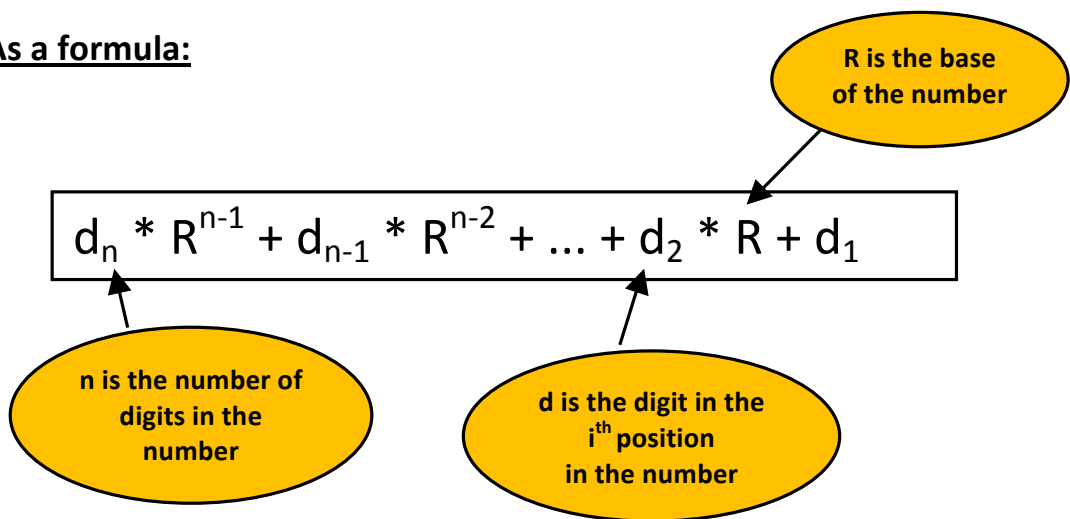 As a formula:
R is the base
of the number
dₙ * Rⁿ⁻¹ + dₙ₋₁ * Rⁿ⁻² + ... + d₂ * R + d₁
n is the number of
digits in the
number
d is the digit in the
iᵗʰ position
in the number